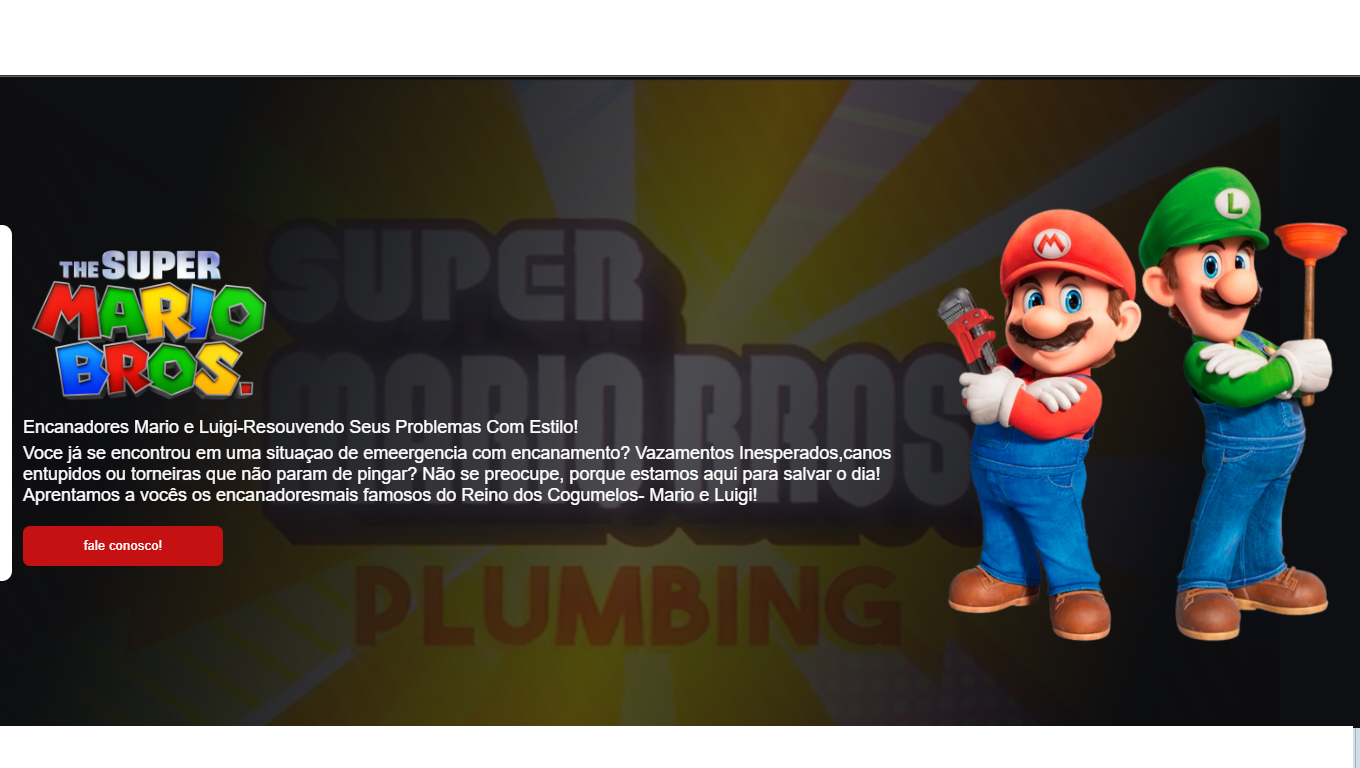 THE SUPER
MARIO
BROS.
SUPER
MARIO BROS
PLUMBING
Encanadores Mario e Luigi-Resouvendo Seus Problemas Com Estilo!
Voce já se encontrou em uma situaçao de emeergencia com encanamento? Vazamentos Inesperados,canos
entupidos ou torneiras que não param de pingar? Não se preocupe, porque estamos aqui para salvar o dia!
Aprentamos a vocês os encanadoresmais famosos do Reino dos Cogumelos- Mario e Luigi!
fale conosco!
M
L